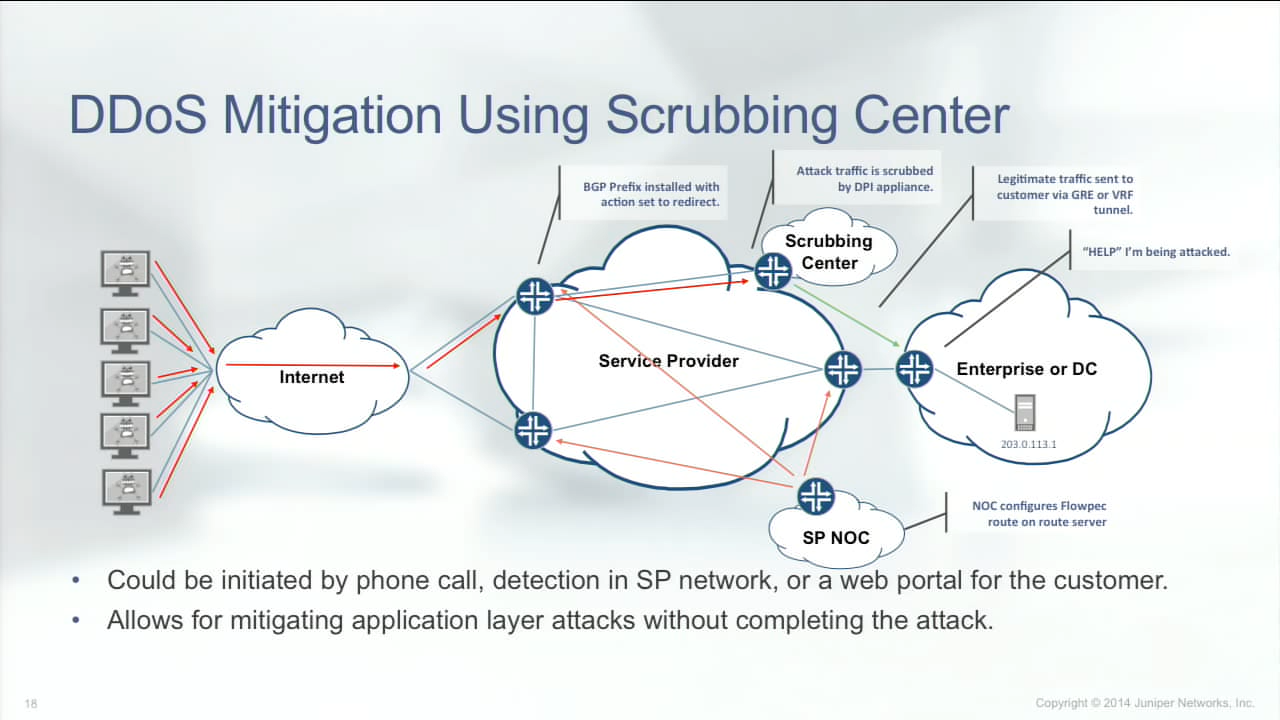 DDoS Mitigation Using Scrubbing Center
BGP Prefix installed with
action set to redirect.
Attack traffic is scrubbed
by DPI appliance.
Legitimate traffic sent to
customer via GRE or VRF
tunnel.
"HELP" I'm being attacked.
Scrubbing
Center
Internet
Service Provider
Enterprise or DC
203.0.113.1
SP NOC
NOC configures Flowpec
route on route server
• Could be initiated by phone call, detection in SP network, or a web portal for the customer.
• Allows for mitigating application layer attacks without completing the attack.
18
Copyright © 2014 Juniper Networks, Inc.